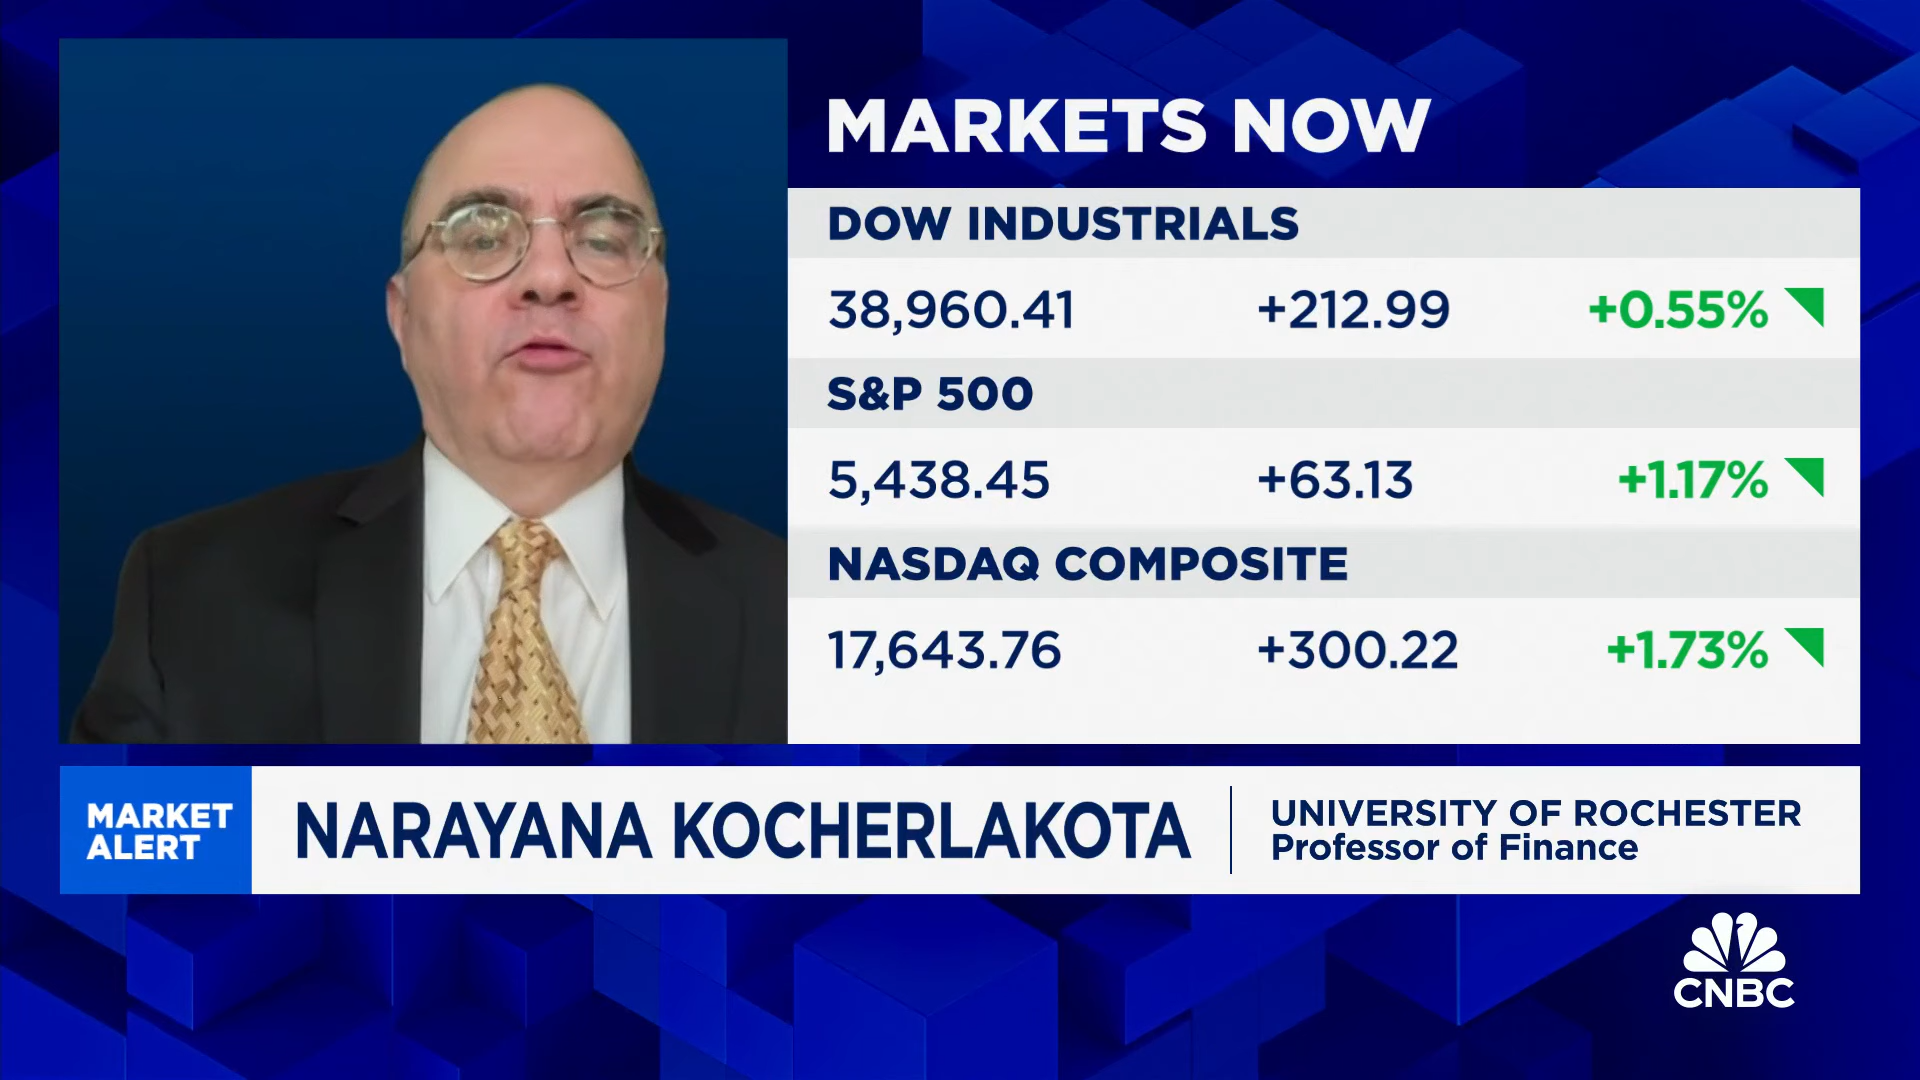 MARKETS NOW
DOW INDUSTRIALS
38,960.41 +212.99 +0.55%
S&P 500
5,438.45 +63.13 +1.17%
NASDAQ COMPOSITE
17,643.76 +300.22 +1.73%
MARKET
ALERT
NARAYANA KOCHERLAKOTA
UNIVERSITY OF ROCHESTER
Professor of Finance
CNBC